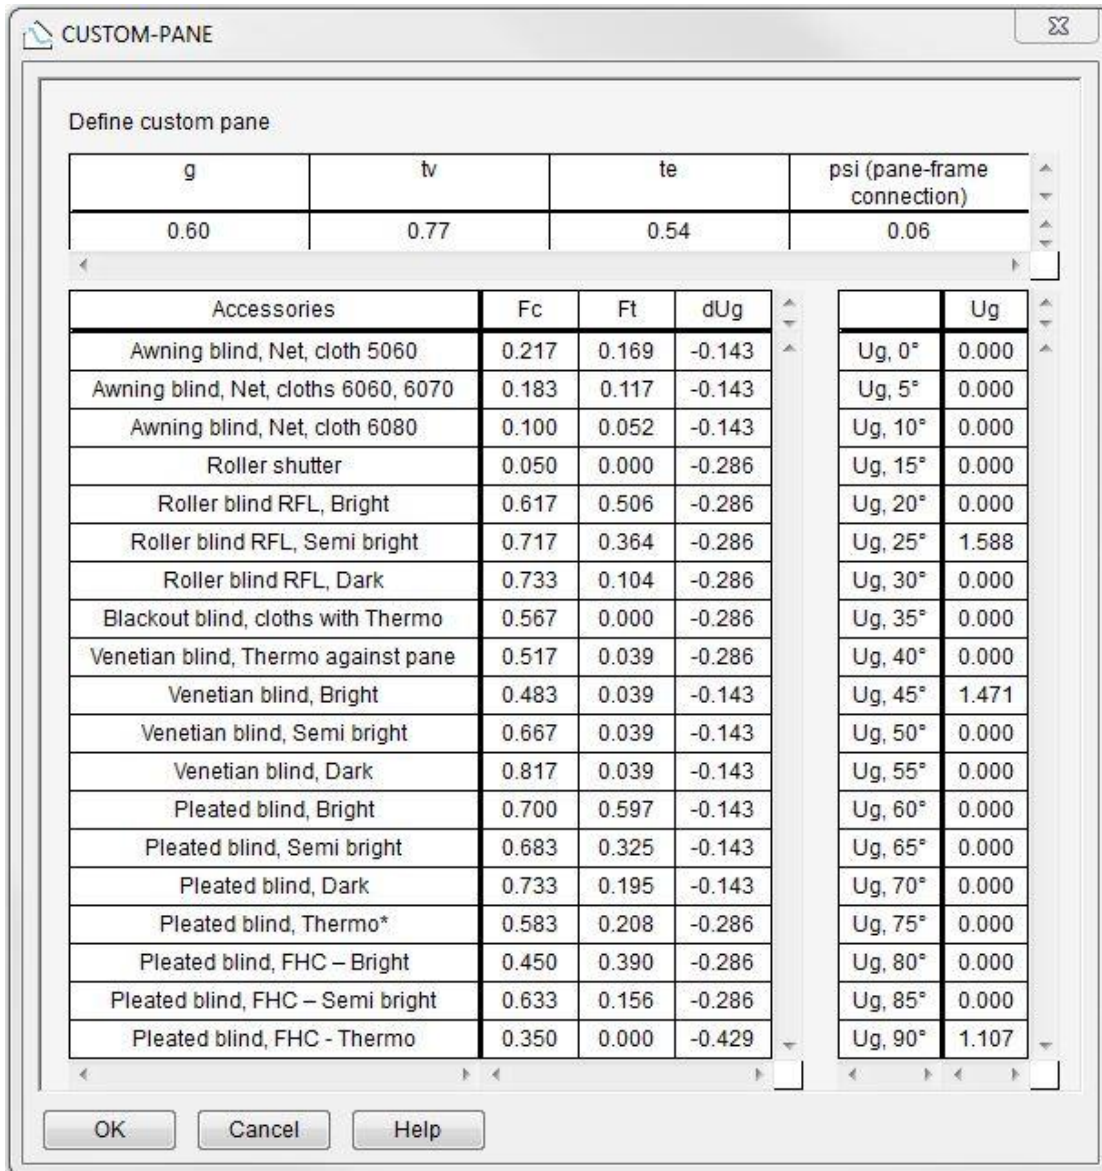 CUSTOM-PANE
Define custom pane
g tv te psi (pane-frame
connection)
0.60 0.77 0.54 0.06
Accessories Fc Ft dUg Ug
Awning blind, Net, cloth 5060 0.217 0.169 -0.143 Ug, 0° 0.000
Awning blind, Net, cloths 6060, 6070 0.183 0.117 -0.143 Ug, 5° 0.000
Awning blind, Net, cloth 6080 0.100 0.052 -0.143 Ug, 10° 0.000
Roller shutter 0.050 0.000 -0.286 Ug, 15° 0.000
Roller blind RFL, Bright 0.617 0.506 -0.286 Ug, 20° 0.000
Roller blind RFL, Semi bright 0.717 0.364 -0.286 Ug, 25° 1.588
Roller blind RFL, Dark 0.733 0.104 -0.286 Ug, 30° 0.000
Blackout blind, cloths with Thermo 0.567 0.000 -0.286 Ug, 35° 0.000
Venetian blind, Thermo against pane 0.517 0.039 -0.286 Ug, 40° 0.000
Venetian blind, Bright 0.483 0.039 -0.143 Ug, 45° 1.471
Venetian blind, Semi bright 0.667 0.039 -0.143 Ug, 50° 0.000
Venetian blind, Dark 0.817 0.039 -0.143 Ug, 55° 0.000
Pleated blind, Bright 0.700 0.597 -0.143 Ug, 60° 0.000
Pleated blind, Semi bright 0.683 0.325 -0.143 Ug, 65° 0.000
Pleated blind, Dark 0.733 0.195 -0.143 Ug, 70° 0.000
Pleated blind, Thermo* 0.583 0.208 -0.286 Ug, 75° 0.000
Pleated blind, FHC – Bright 0.450 0.390 -0.286 Ug, 80° 0.000
Pleated blind, FHC – Semi bright 0.633 0.156 -0.286 Ug, 85° 0.000
Pleated blind, FHC - Thermo 0.350 0.000 -0.429 Ug, 90° 1.107
OK Cancel Help